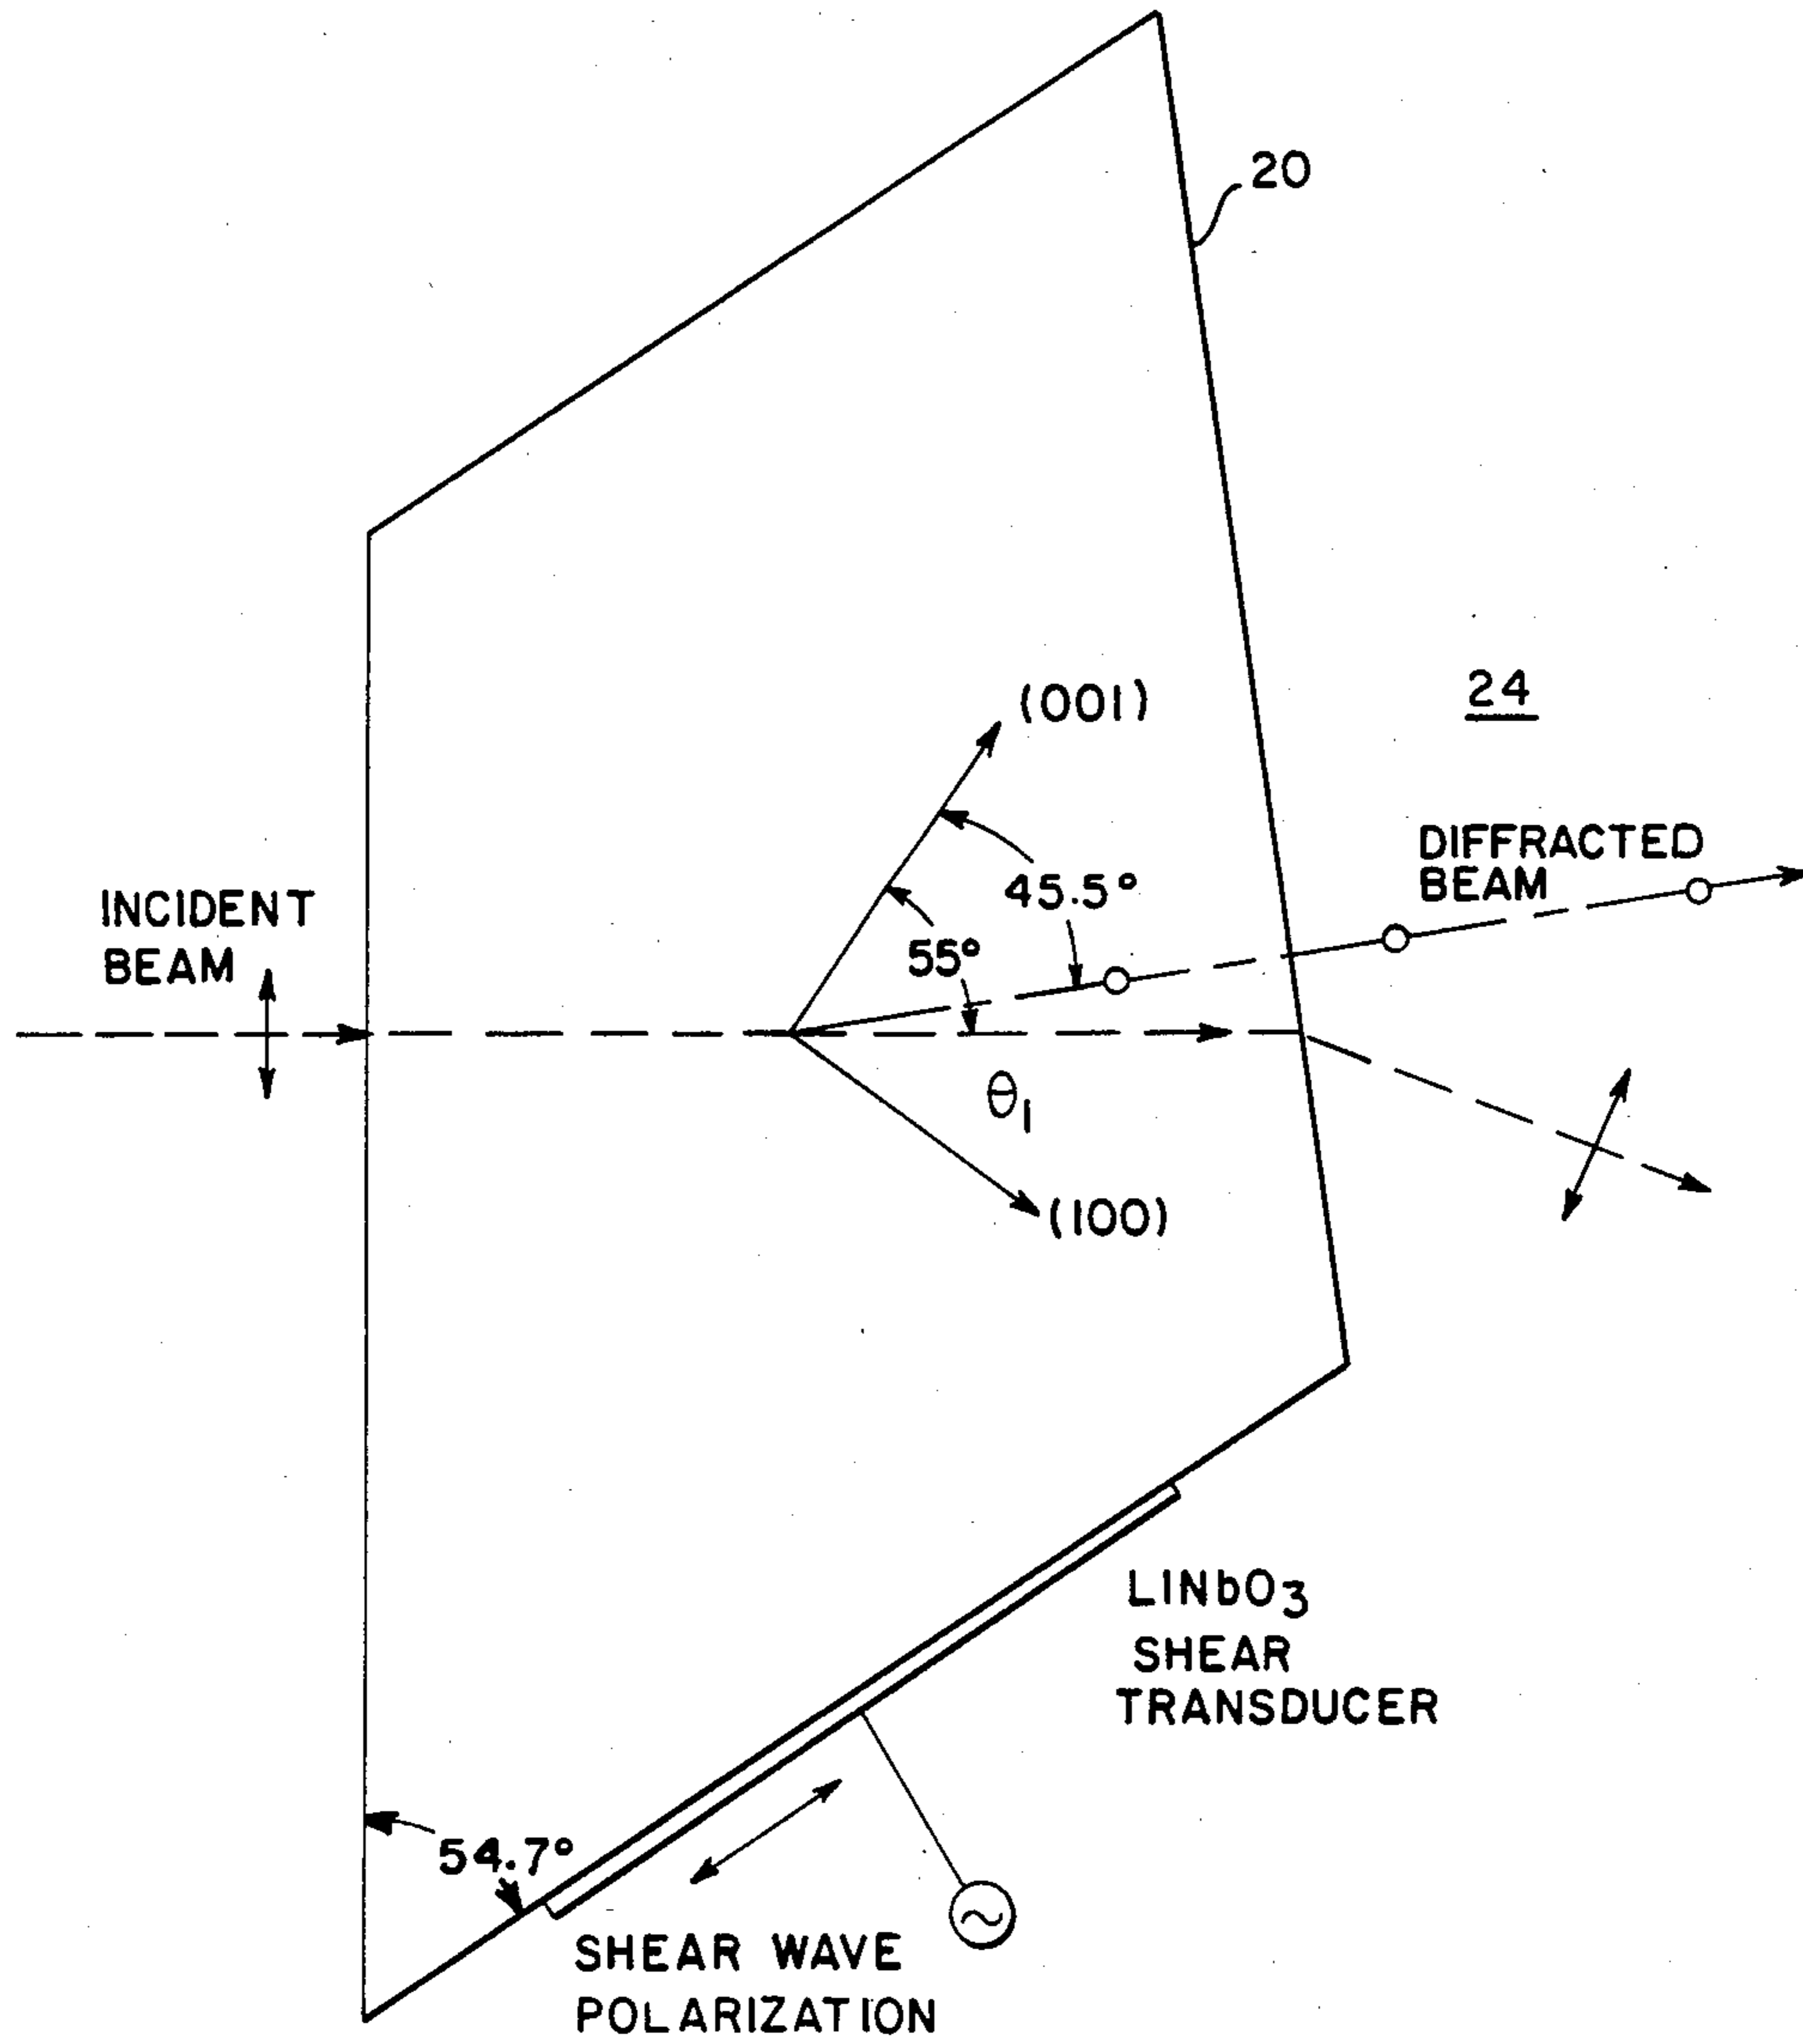 20
(001)
24
DIFFRACTED
BEAM
45.5°
INCIDENT
BEAM
55°
θ1
(100)
LINbO3
SHEAR
TRANSDUCER
54.7°
SHEAR WAVE
POLARIZATION